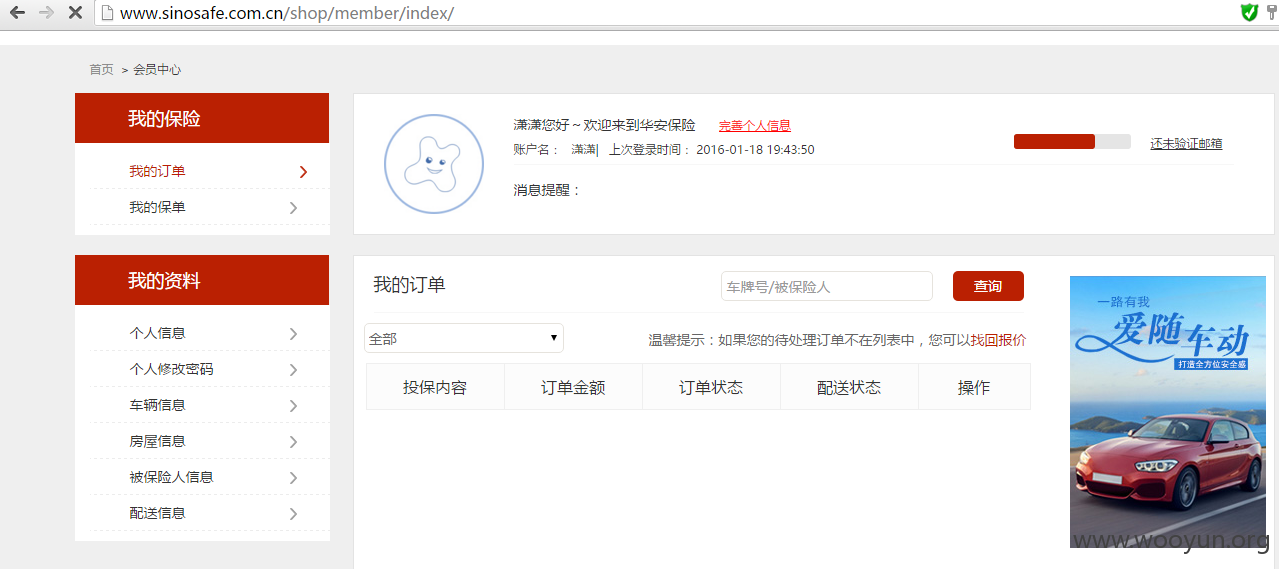 www.sinosafe.com.cn/shop/member/index/
首页 > 会员中心
我的保险
我的订单
我的保单
我的资料
个人信息
个人修改密码
车辆信息
房屋信息
被保险人信息
配送信息
潇潇您好~欢迎来到华安保险 完善个人信息
账户名: 潇潇| 上次登录时间: 2016-01-18 19:43:50
还未验证邮箱
消息提醒:
我的订单
车牌号/被保险人
查询
全部
温馨提示:如果您的待处理订单不在列表中,您可以找回报价
投保内容 订单金额 订单状态 配送状态 操作
一路有我
爱随车动
打造全方位安全感
www.wooyun.org